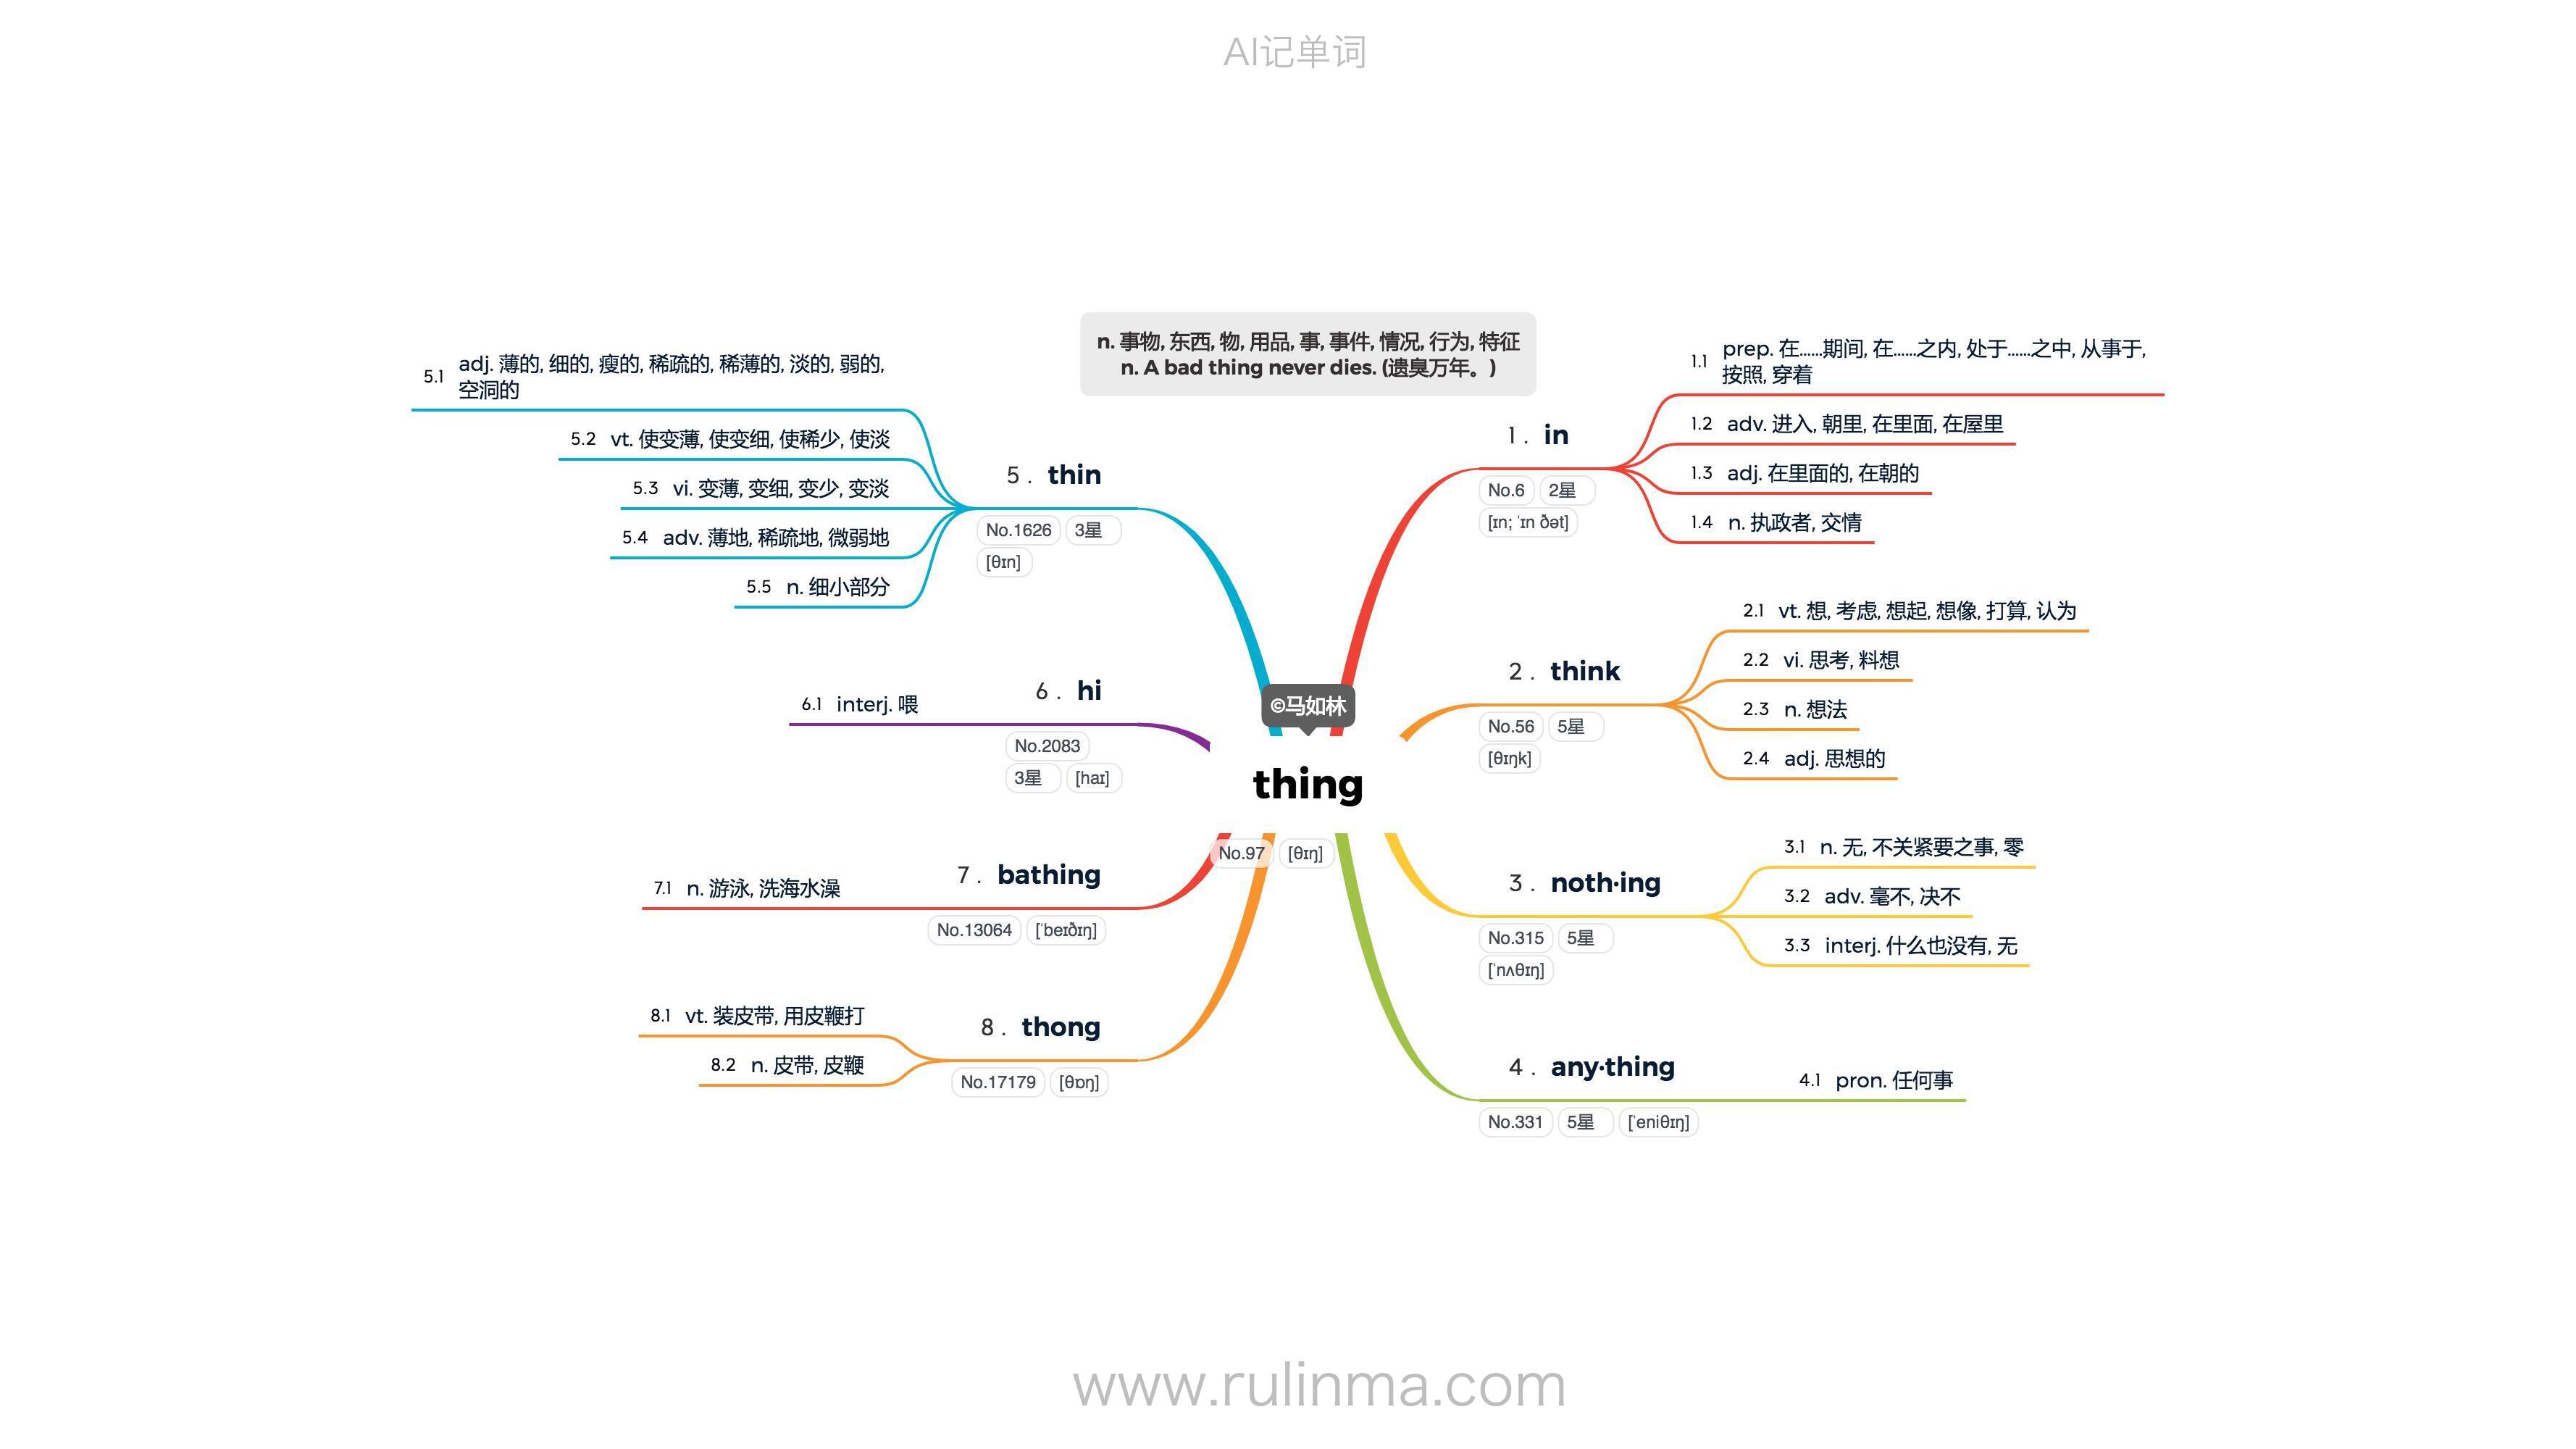 AI记单词
n. 事物, 东西, 物, 用品, 事, 事件, 情况, 行为, 特征
n. A bad thing never dies. (遗臭万年。)
©马如林
thing
No.97 [θɪŋ]
1. in
No.6 2星
[ɪn; ˈɪn ðət]
1.1 prep. 在……期间, 在……之内, 处于……之中, 从事于,
按照, 穿着
1.2 adv. 进入, 朝里, 在里面, 在屋里
1.3 adj. 在里面的, 在朝的
1.4 n. 执政者, 交情
2. think
No.56 5星
[θɪŋk]
2.1 vt. 想, 考虑, 想起, 想像, 打算, 认为
2.2 vi. 思考, 料想
2.3 n. 想法
2.4 adj. 思想的
3. noth·ing
No.315 5星
[ˈnʌθɪŋ]
3.1 n. 无, 不关紧要之事, 零
3.2 adv. 毫不, 决不
3.3 interj. 什么也没有, 无
4. any·thing
No.331 5星 [ˈeniθɪŋ]
4.1 pron. 任何事
5. thin
No.1626 3星
[θɪn]
5.1 adj. 薄的, 细的, 瘦的, 稀疏的, 稀薄的, 淡的, 弱的,
空洞的
5.2 vt. 使变薄, 使变细, 使稀少, 使淡
5.3 vi. 变薄, 变细, 变少, 变淡
5.4 adv. 薄地, 稀疏地, 微弱地
5.5 n. 细小部分
6. hi
No.2083
3星 [haɪ]
6.1 interj. 喂
7. bathing
No.13064 [ˈbeɪðɪŋ]
7.1 n. 游泳, 洗海水澡
8. thong
No.17179 [θɒŋ]
8.1 vt. 装皮带, 用皮鞭打
8.2 n. 皮带, 皮鞭
www.rulinma.com